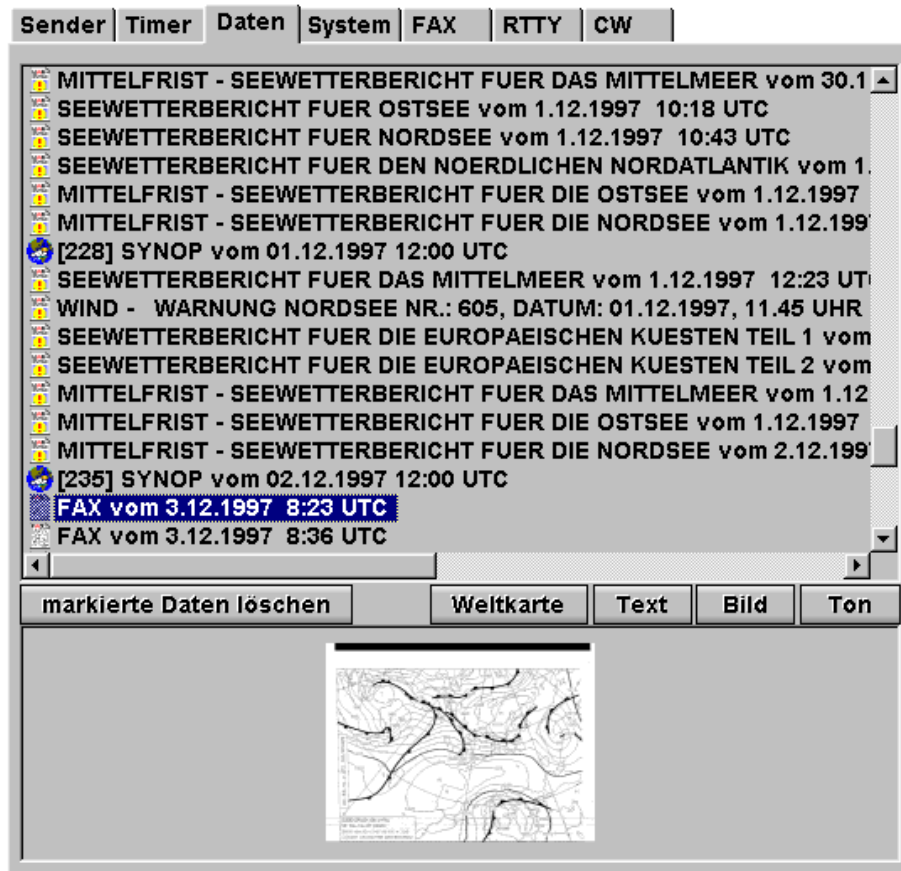 Sender Timer Daten System FAX RTTY CW
MITTELFRIST - SEEWETTERBERICHT FUER DAS MITTELMEER vom 30.1
SEEWETTERBERICHT FUER OSTSEE vom 1.12.1997 10:18 UTC
SEEWETTERBERICHT FUER NORDSEE vom 1.12.1997 10:43 UTC
SEEWETTERBERICHT FUER DEN NOERDLICHEN NORDATLANTIK vom 1.
MITTELFRIST - SEEWETTERBERICHT FUER DIE OSTSEE vom 1.12.1997
MITTELFRIST - SEEWETTERBERICHT FUER DIE NORDSEE vom 1.12.199
[228] SYNOP vom 01.12.1997 12:00 UTC
SEEWETTERBERICHT FUER DAS MITTELMEER vom 1.12.1997 12:23 UT
WIND - WARNUNG NORDSEE NR.: 605, DATUM: 01.12.1997, 11.45 UHR
SEEWETTERBERICHT FUER DIE EUROPAEISCHEN KUESTEN TEIL 1 vom
SEEWETTERBERICHT FUER DIE EUROPAEISCHEN KUESTEN TEIL 2 vom
MITTELFRIST - SEEWETTERBERICHT FUER DAS MITTELMEER vom 1.12
MITTELFRIST - SEEWETTERBERICHT FUER DIE OSTSEE vom 1.12.1997
MITTELFRIST - SEEWETTERBERICHT FUER DIE NORDSEE vom 2.12.199
[235] SYNOP vom 02.12.1997 12:00 UTC
FAX vom 3.12.1997 8:23 UTC
FAX vom 3.12.1997 8:36 UTC
markierte Daten löschen Weltkarte Text Bild Ton